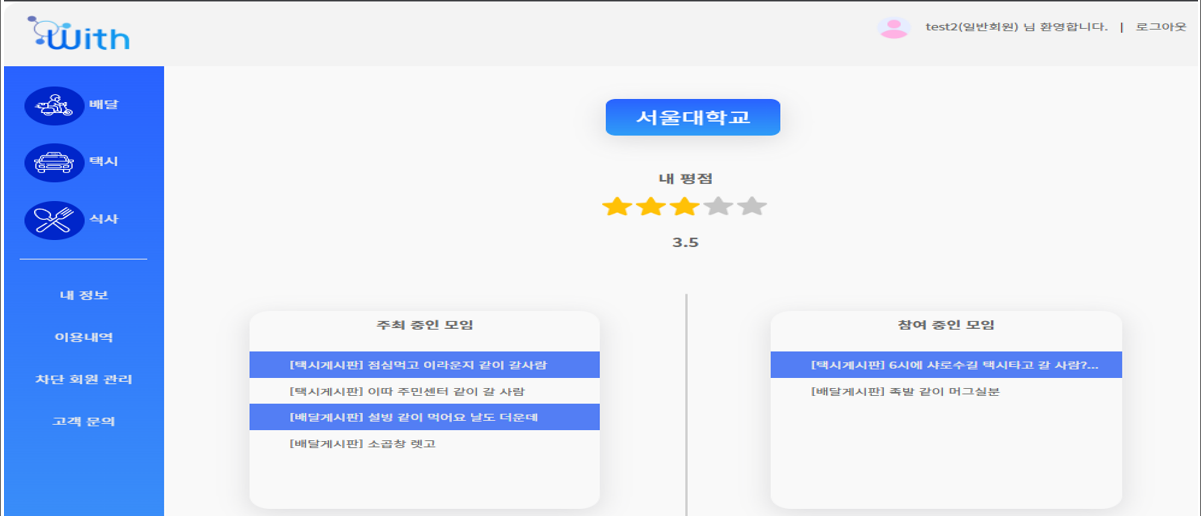 With
test2(일반회원) 님 환영합니다. | 로그아웃
배달
택시
식사
내 정보
이용내역
차단 회원 관리
고객 문의
서울대학교
내 평점
3.5
주최 중인 모임
[택시게시판] 점심먹고 이라운지 같이 갈사람
[택시게시판] 이따 주민센터 같이 갈 사람
[배달게시판] 설빙 같이 먹어요 날도 더운데
[배달게시판] 소곱창 렛고
참여 중인 모임
[택시게시판] 6시에 샤로수길 택시타고 갈 사람?...
[배달게시판] 족발 같이 머그실분